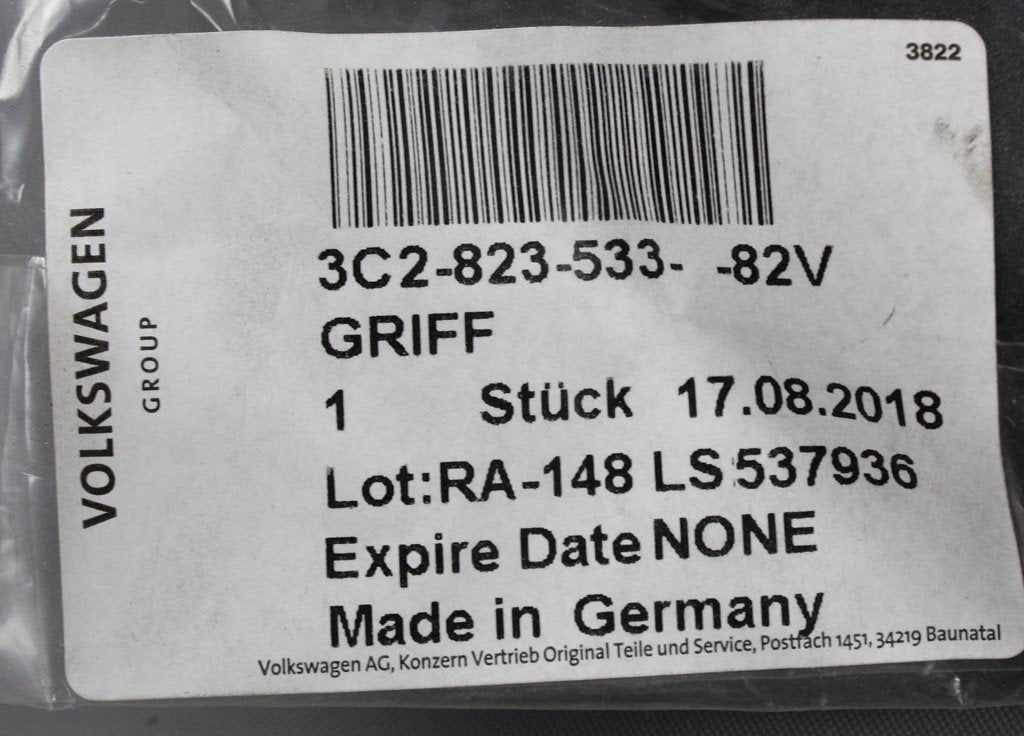 3822
VOLKSWAGEN
GROUP
3C2-823-533- -82V
GRIFF
1 Stück 17.08.2018
Lot:RA-148 LS 537936
Expire Date NONE
Made in Germany
Volkswagen AG, Konzern Vertrieb Original Teile und Service, Postfach 1451, 34219 Baunatal